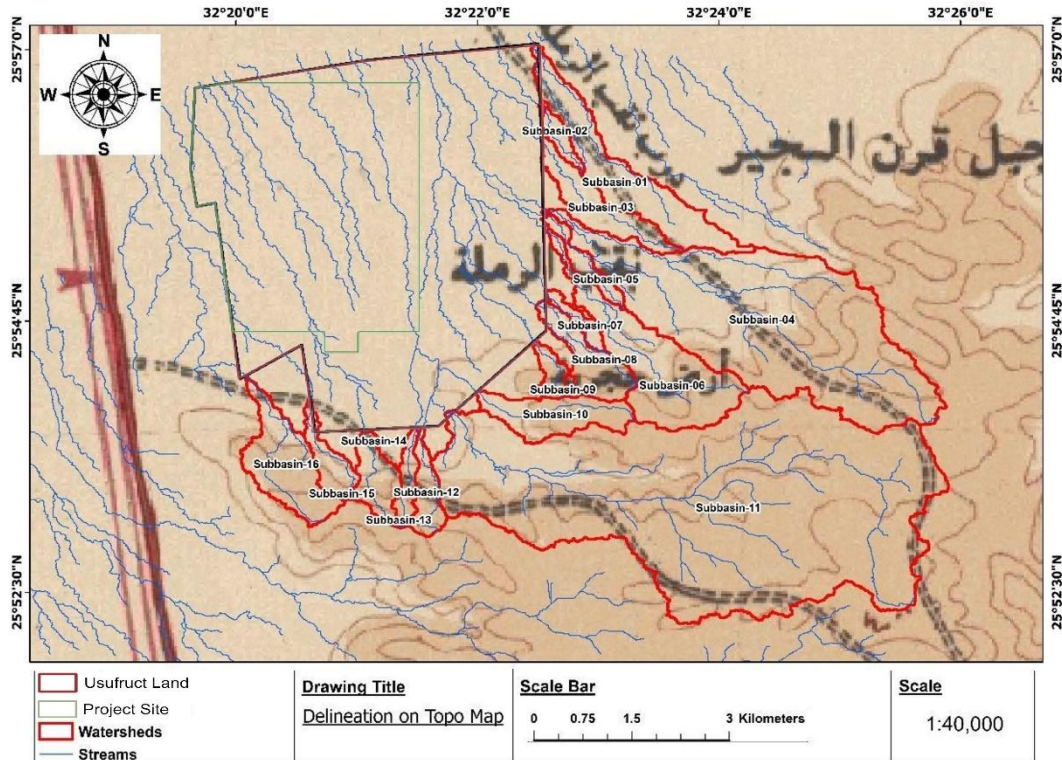 32°20'0"E
32°22'0"E
32°24'0"E
32°26'0"E
25°57'0"N
25°57'0"N
N
W
E
S
جبل قرن البجير
Subbasin-02
Subbasin-01
Subbasin-03
الرملة
Subbasin-05
25°54'45"N
25°54'45"N
Subbasin-04
Subbasin-07
Subbasin-08
Subbasin-06
Subbasin-09
Subbasin-10
Subbasin-14
Subbasin-16
Subbasin-15
Subbasin-12
Subbasin-11
Subbasin-13
25°52'30"N
25°52'30"N
Usufruct Land
Project Site
Watersheds
Streams
Drawing Title
Delineation on Topo Map
Scale Bar
0 0.75 1.5 3 Kilometers
Scale
1:40,000